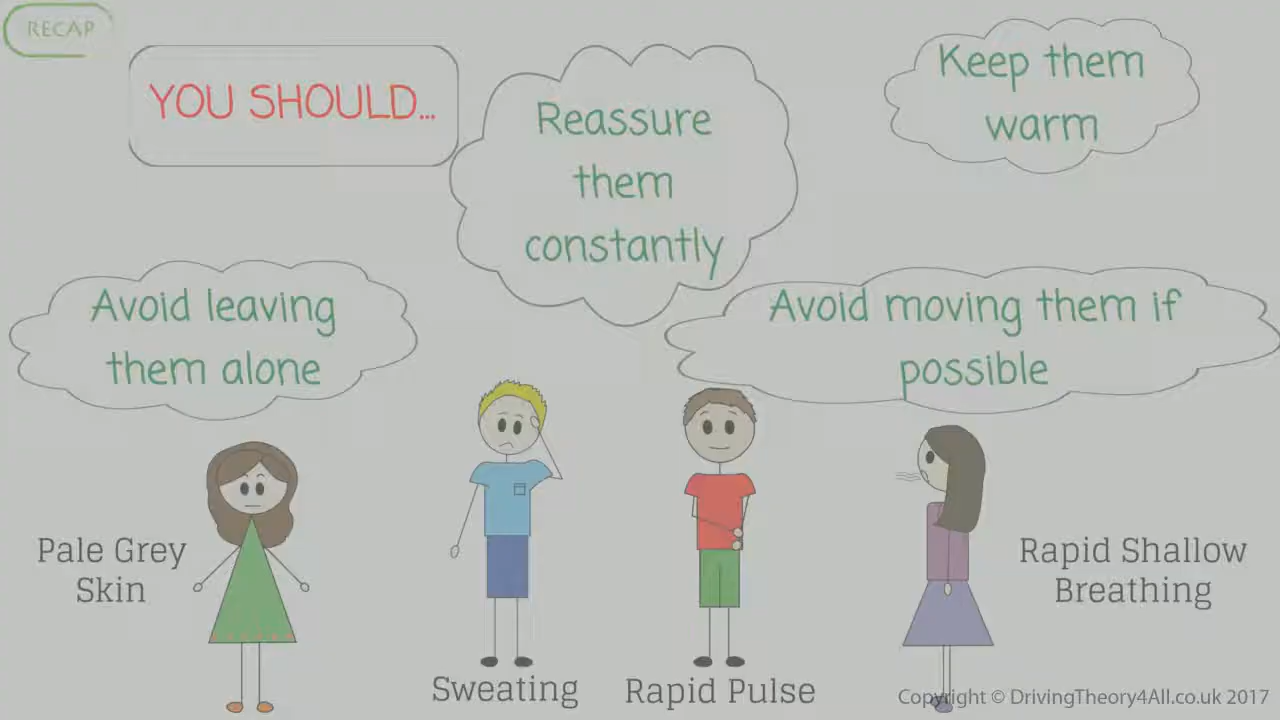 RECAP
YOU SHOULD...
Reassure
them
constantly
Keep them
warm
Avoid leaving
them alone
Avoid moving them if
possible
Pale Grey
Skin
Sweating
Rapid Pulse
Rapid Shallow
Breathing
Copyright © DrivingTheory4All.co.uk 2017